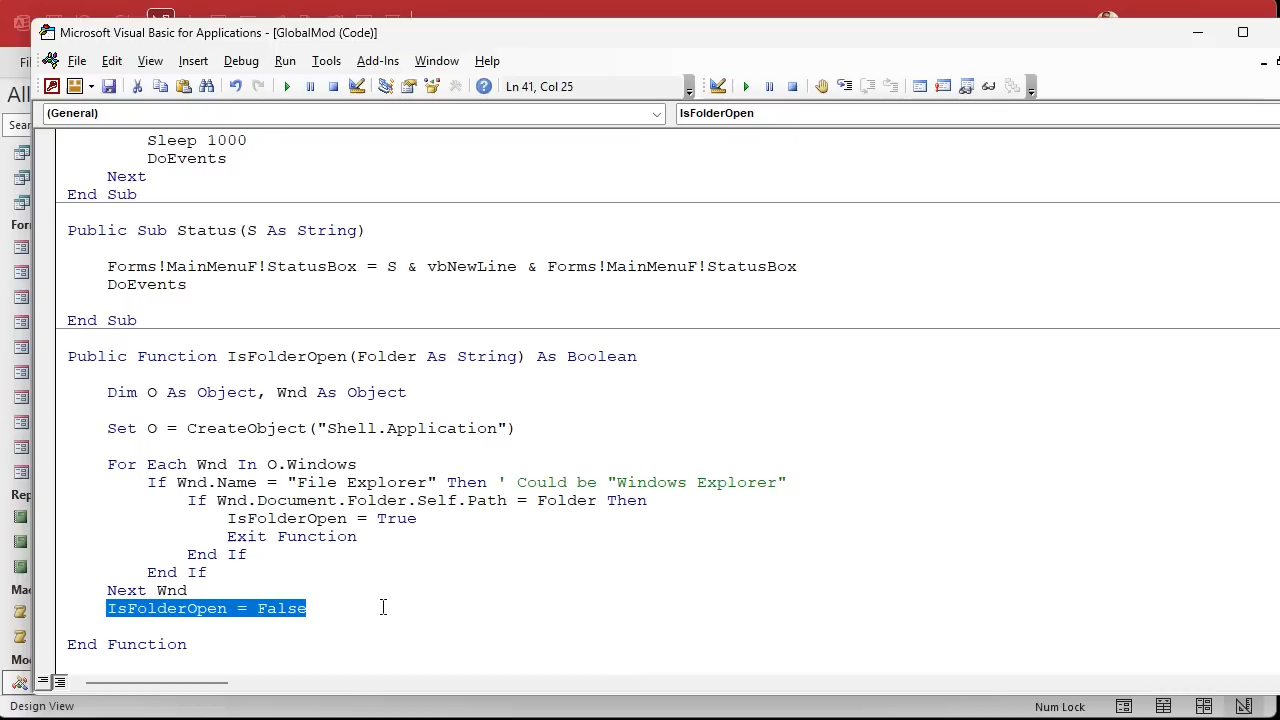 Microsoft Visual Basic for Applications - [GlobalMod (Code)]
File Edit View Insert Debug Run Tools Add-Ins Window Help
Ln 41, Col 25
(General) IsFolderOpen
Sleep 1000
DoEvents
Next
End Sub
Public Sub Status(S As String)
Forms!MainMenuF!StatusBox = S & vbNewLine & Forms!MainMenuF!StatusBox
DoEvents
End Sub
Public Function IsFolderOpen(Folder As String) As Boolean
Dim O As Object, Wnd As Object
Set O = CreateObject("Shell.Application")
For Each Wnd In O.Windows
If Wnd.Name = "File Explorer" Then ' Could be "Windows Explorer"
If Wnd.Document.Folder.Self.Path = Folder Then
IsFolderOpen = True
Exit Function
End If
End If
Next Wnd
IsFolderOpen = False
End Function
Design View
Num Lock